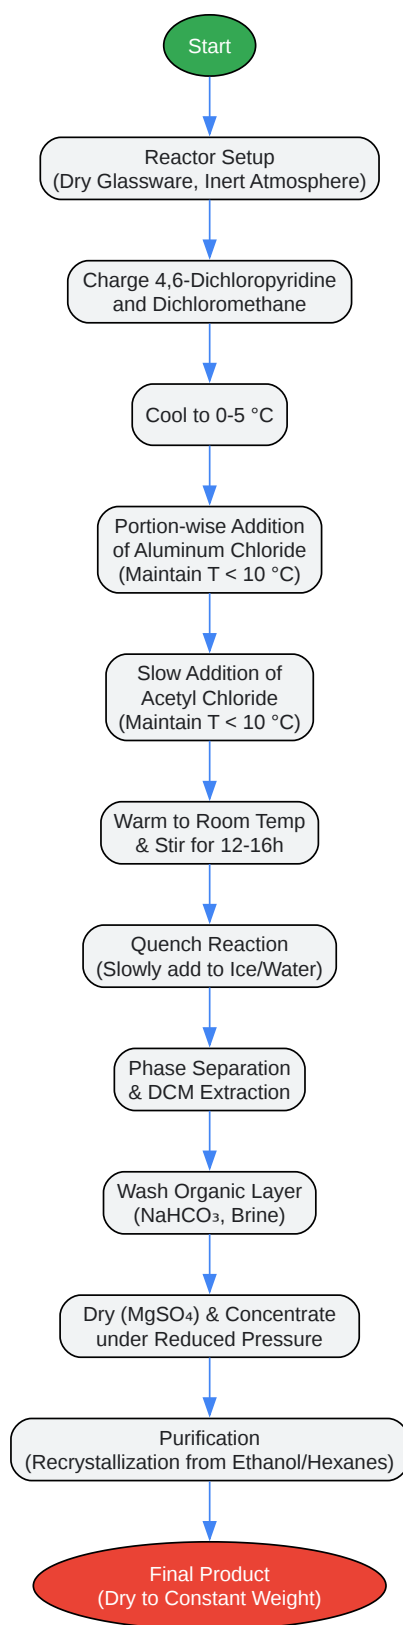 Start
Reactor Setup
(Dry Glassware, Inert Atmosphere)
Charge 4,6-Dichloropyridine
and Dichloromethane
Cool to 0-5 °C
Portion-wise Addition
of Aluminum Chloride
(Maintain T < 10 °C)
Slow Addition of
Acetyl Chloride
(Maintain T < 10 °C)
Warm to Room Temp
& Stir for 12-16h
Quench Reaction
(Slowly add to Ice/Water)
Phase Separation
& DCM Extraction
Wash Organic Layer
(NaHCO₃, Brine)
Dry (MgSO₄) & Concentrate
under Reduced Pressure
Purification
(Recrystallization from Ethanol/Hexanes)
Final Product
(Dry to Constant Weight)